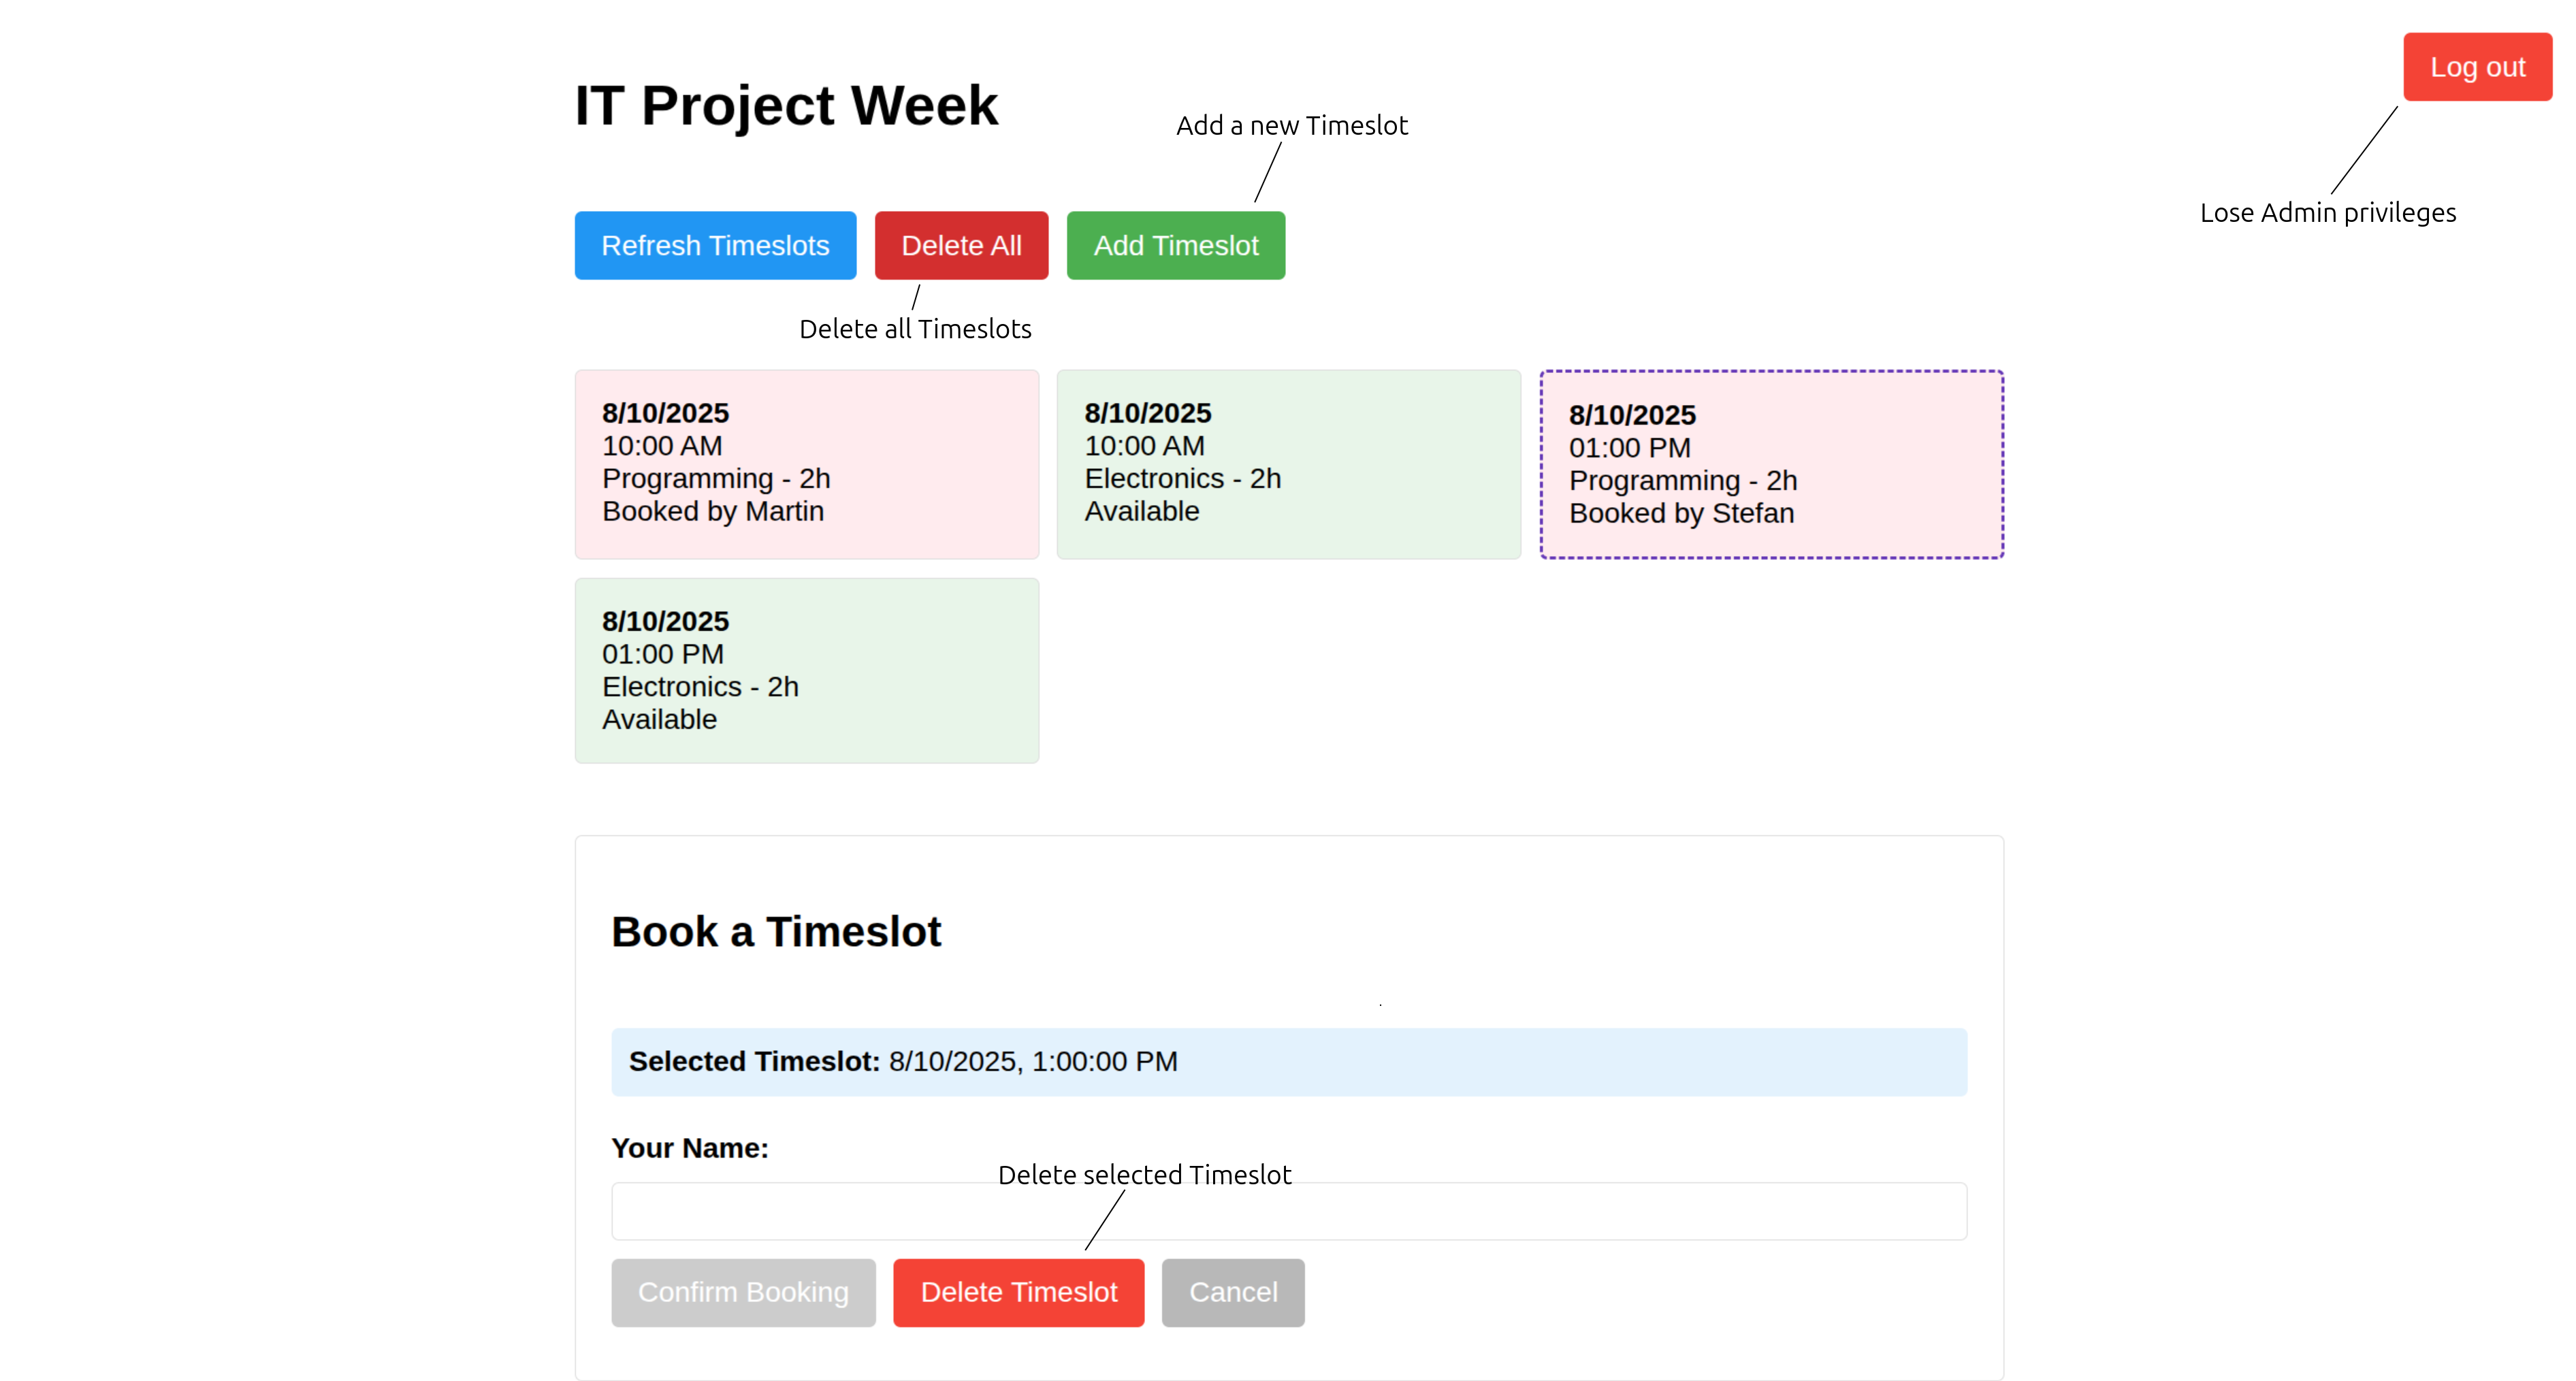 Log out
IT Project Week
Add a new Timeslot
Lose Admin privileges
Refresh Timeslots
Delete All
Add Timeslot
Delete all Timeslots
8/10/2025
10:00 AM
Programming - 2h
Booked by Martin
8/10/2025
10:00 AM
Electronics - 2h
Available
8/10/2025
01:00 PM
Programming - 2h
Booked by Stefan
8/10/2025
01:00 PM
Electronics - 2h
Available
Book a Timeslot
Selected Timeslot: 8/10/2025, 1:00:00 PM
Your Name:
Delete selected Timeslot
Confirm Booking
Delete Timeslot
Cancel